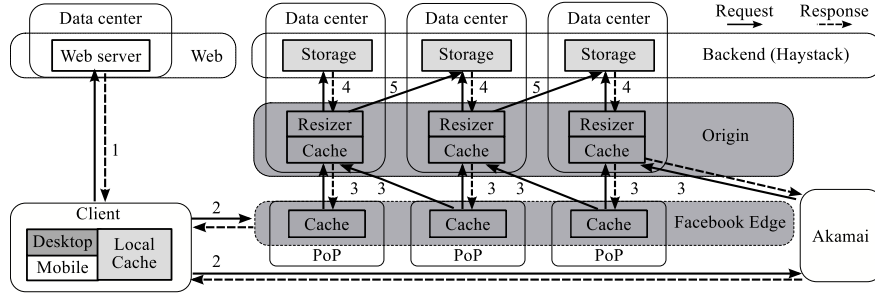 Data center
Data center
Data center
Data center
Request
Response
Web server
Web
Storage
Storage
Storage
Backend (Haystack)
4
5
4
5
4
1
Resizer
Resizer
Resizer
Origin
Cache
Cache
Cache
3
3
3
3
3
3
Client
2
Cache
Cache
Cache
Facebook Edge
Akamai
Desktop
Mobile
Local
Cache
PoP
PoP
PoP
2